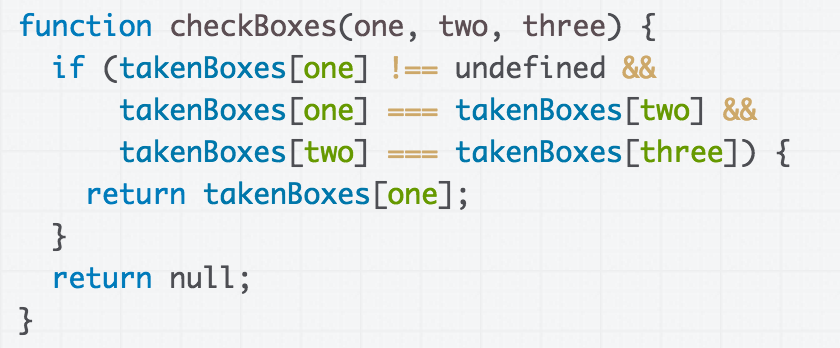 function checkBoxes(one, two, three) {
  if (takenBoxes[one] !== undefined &&
      takenBoxes[one] === takenBoxes[two] &&
      takenBoxes[two] === takenBoxes[three]) {
    return takenBoxes[one];
  }
  return null;
}